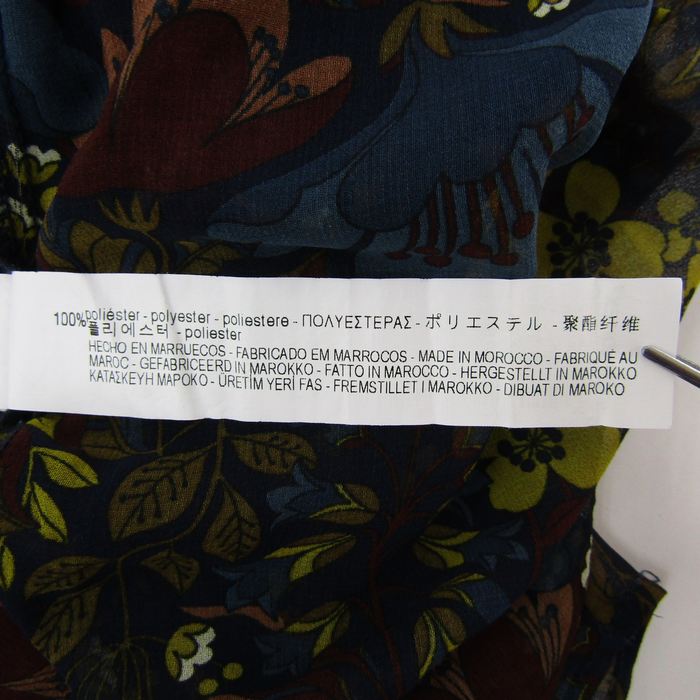 100% poliéster - polyester - poliestere - ΠΟΛΥΕΣΤΕΡΑΣ - ポリエステル - 聚酯纤维
폴리에스터 - poliester
HECHO EN MARRUECOS - FABRICADO EM MARROCOS - MADE IN MOROCCO - FABRIQUÉ AU
MAROC - GEFABRICEERD IN MAROKKO - FATTO IN MAROCCO - HERGESTELLT IN MAROKKO
ΚΑΤΑΣΚΕΥΗ ΜΑΡΟΚΟ - ÜRETİM YERİ FAS - FREMSTILLET I MAROKKO - DIBUAT DI MAROKO